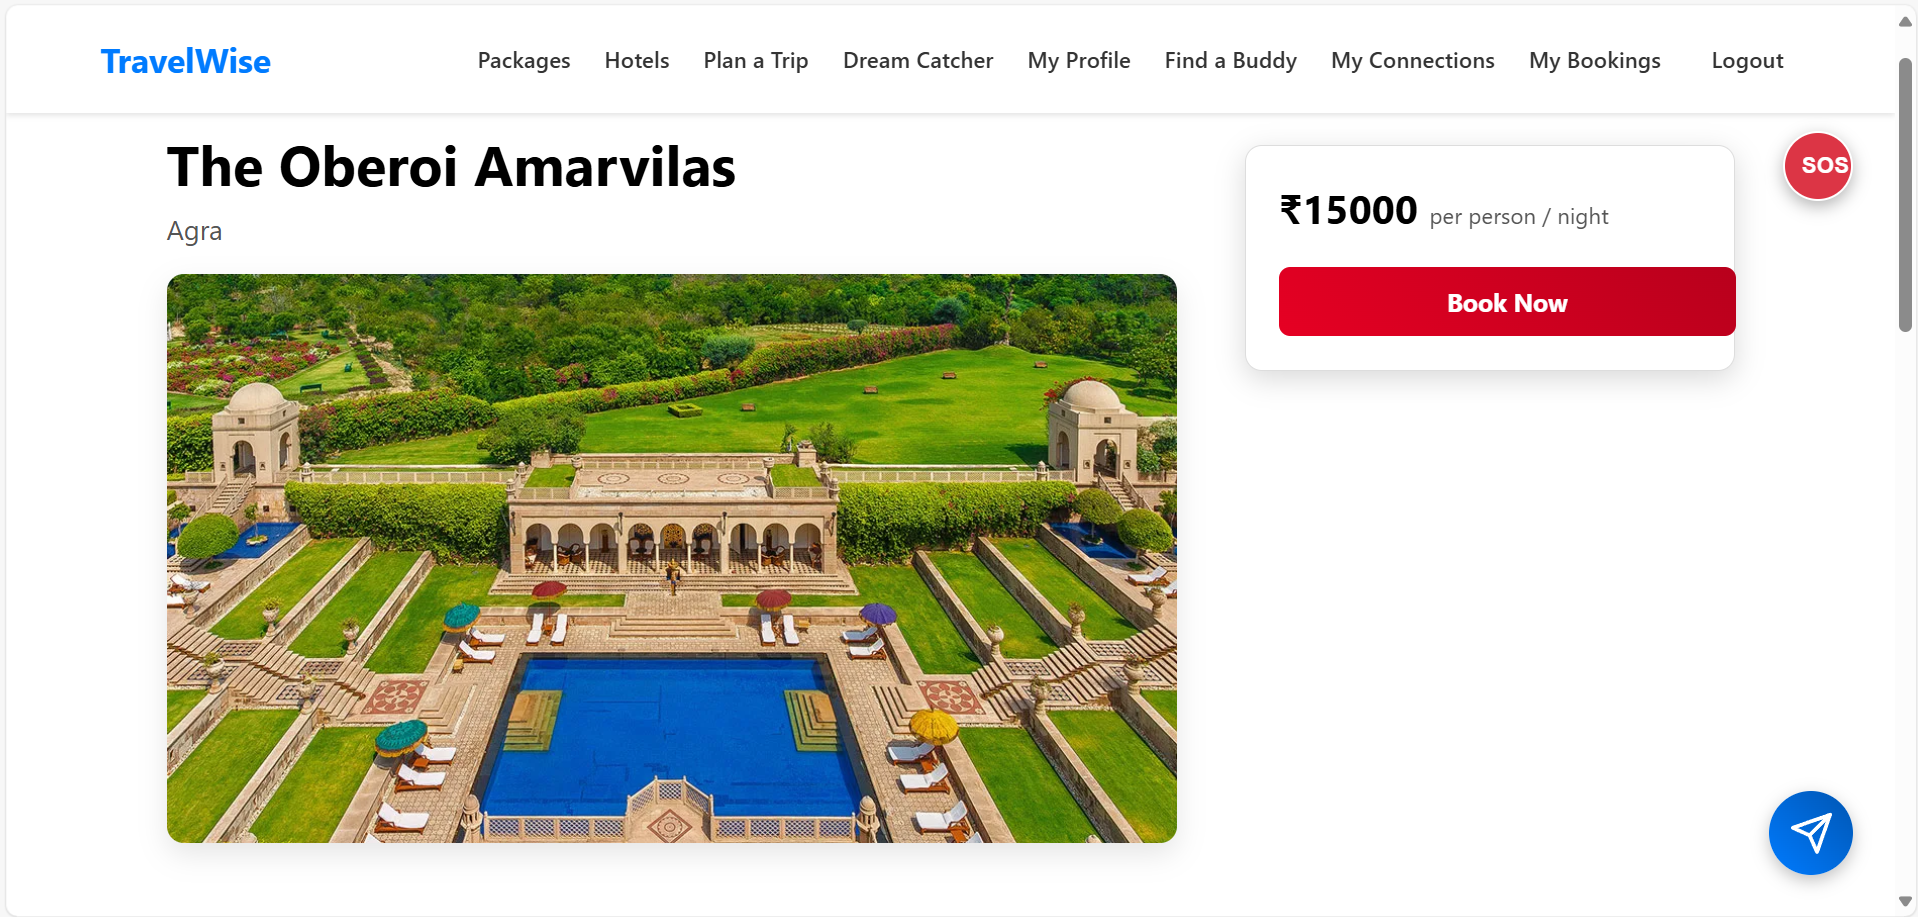 TravelWise
Packages
Hotels
Plan a Trip
Dream Catcher
My Profile
Find a Buddy
My Connections
My Bookings
Logout
The Oberoi Amarvilas
Agra
₹15000 per person / night
Book Now
SOS